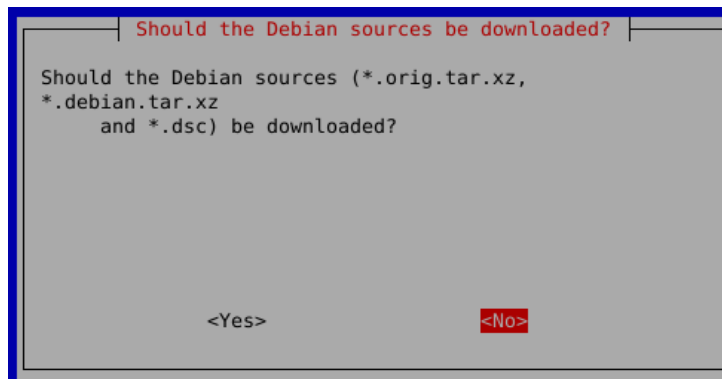 Should the Debian sources be downloaded?
Should the Debian sources (*.orig.tar.xz,
*.debian.tar.xz
and *.dsc) be downloaded?
<Yes> <No>